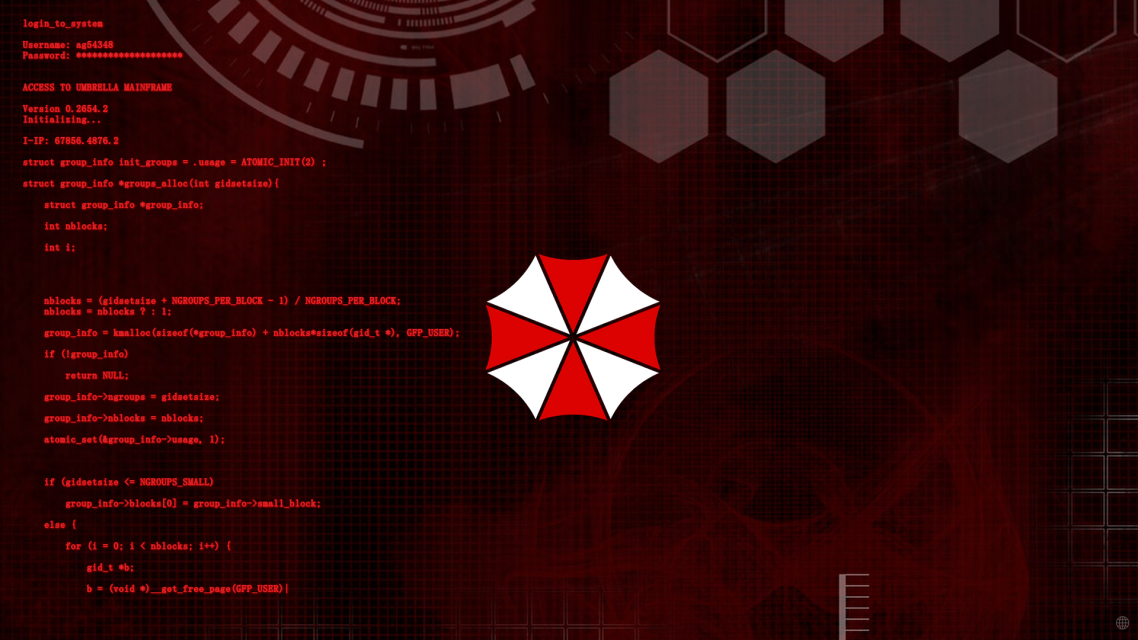 login_to_system
Username: ag54348
Password: ********************
ACCESS TO UMBRELLA MAINFRAME
Version 0.2654.2
Initializing...
I-IP: 67856.4876.2
struct group_info init_groups = .usage = ATOMIC_INIT(2) ;
struct group_info *groups_alloc(int gidsetsize){
struct group_info *group_info;
int nblocks;
int i;
nblocks = (gidsetsize + NGROUPS_PER_BLOCK - 1) / NGROUPS_PER_BLOCK;
nblocks = nblocks ? : 1;
group_info = kmalloc(sizeof(*group_info) + nblocks*sizeof(gid_t *), GFP_USER);
if (!group_info)
return NULL;
group_info->ngroups = gidsetsize;
group_info->nblocks = nblocks;
atomic_set(&group_info->usage, 1);
if (gidsetsize <= NGROUPS_SMALL)
group_info->blocks[0] = group_info->small_block;
else {
for (i = 0; i < nblocks; i++) {
gid_t *b;
b = (void *)__get_free_page(GFP_USER)|